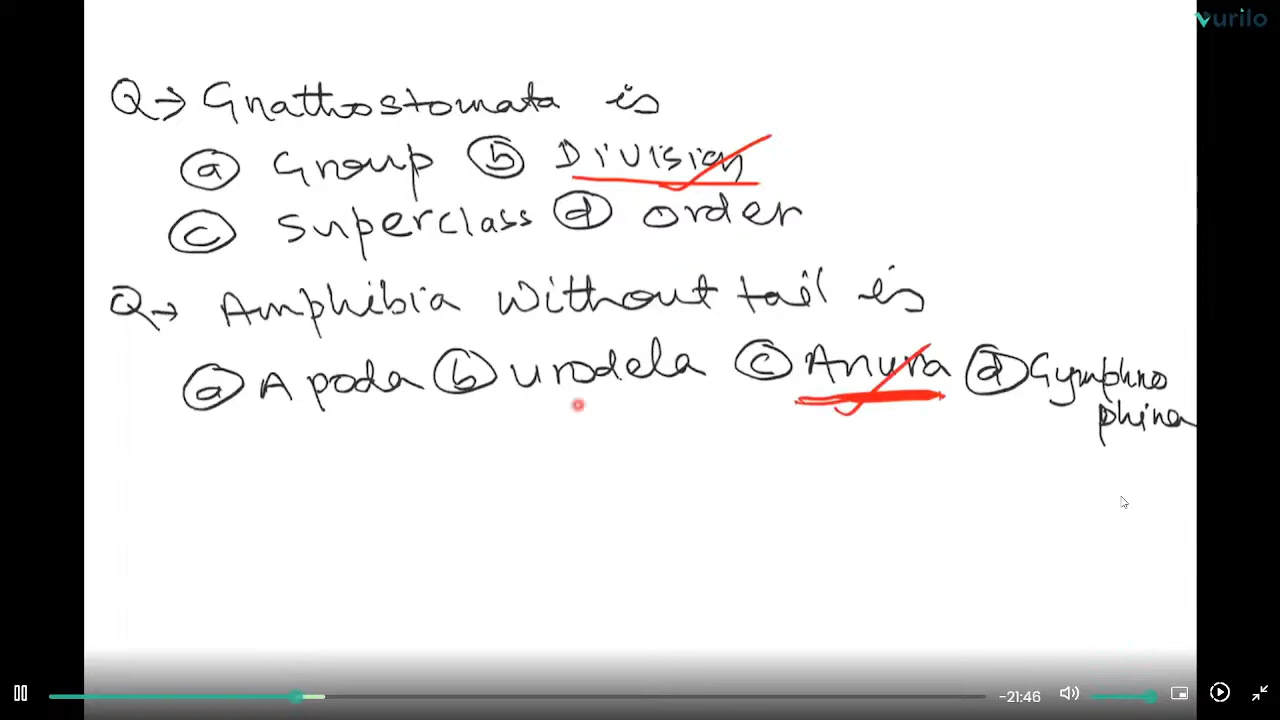 vurilo
Q→ Gnathostomata is
ⓐ Group ⓑ Division
ⓒ Superclass ⓓ order
Q→ Amphibia without tail is
ⓐ Apoda ⓑ urodela ⓒ Anura ⓓ Gymphno
phina
-21:46